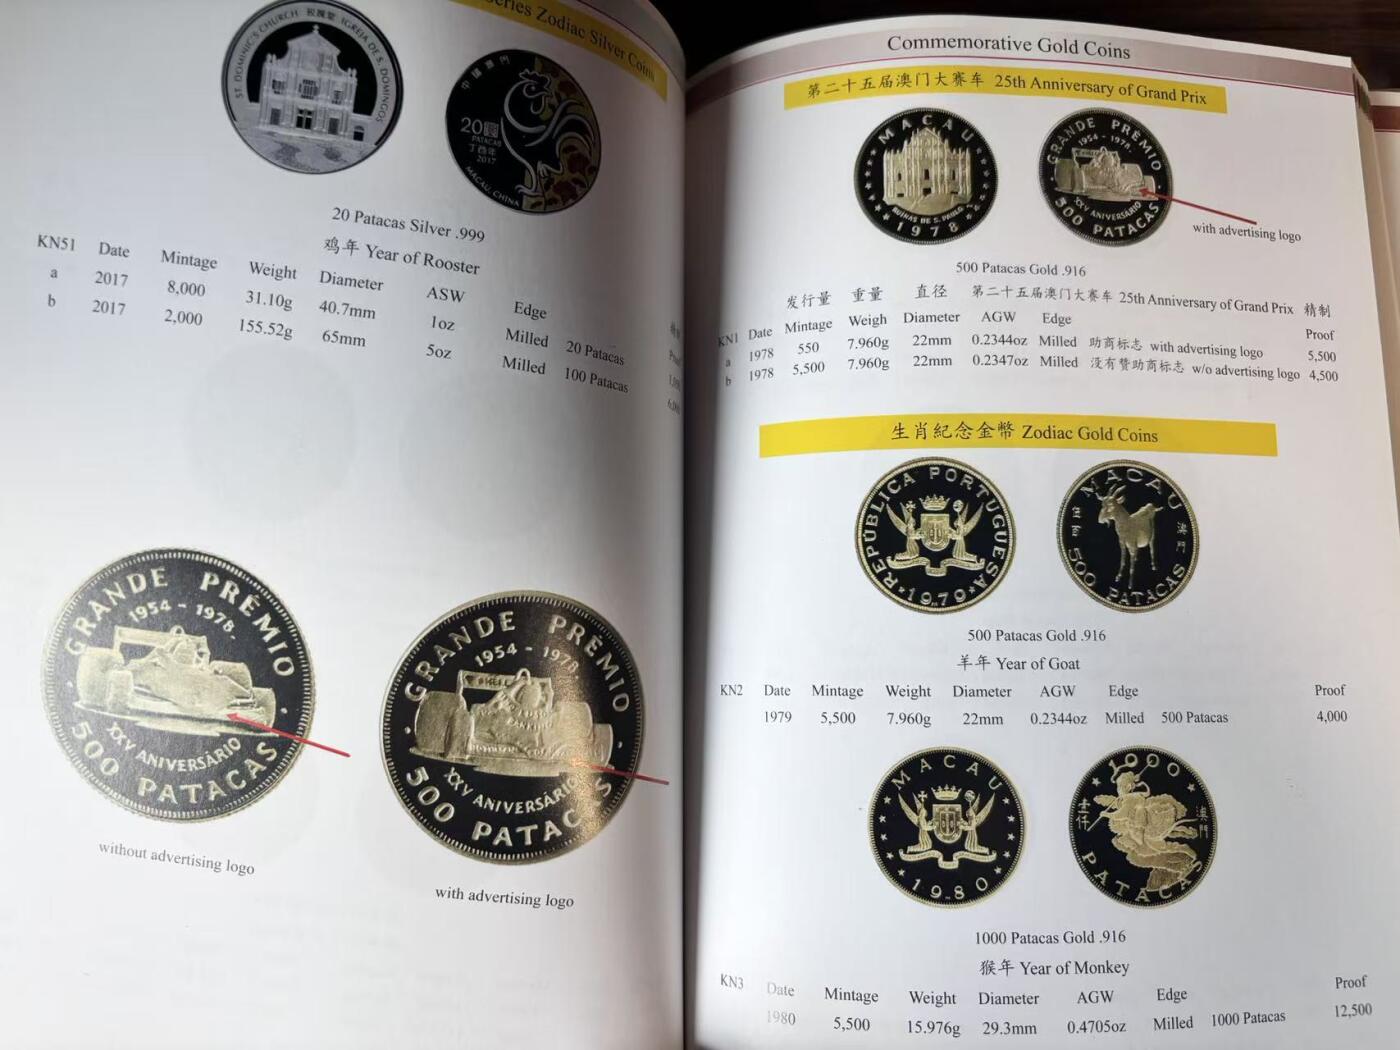 Series Zodiac Silver Coins
ST. DOMINIC'S CHURCH 玫瑰堂 IGREJA DE S. DOMINGOS
中國澳門
20圓
PATACAS
丁酉年
2017
MACAU CHINA
20 Patacas Silver .999
鸡年 Year of Rooster
KN51 Date Mintage Weight Diameter ASW Edge
a 2017 8,000 31.10g 40.7mm 1oz Milled 20 Patacas
b 2017 2,000 155.52g 65mm 5oz Milled 100 Patacas
GRANDE PRÉMIO
1954 - 1978
XXV ANIVERSÁRIO
500 PATACAS
without advertising logo
GRANDE PRÉMIO
1954 - 1978
SHELL
XXV ANIVERSÁRIO
500 PATACAS
with advertising logo
Commemorative Gold Coins
第二十五届澳门大赛车 25th Anniversary of Grand Prix
MACAU
RUINAS DE S. PAULO
1978
GRANDE PRÉMIO
1954 - 1978
XXV ANIVERSÁRIO
500 PATACAS
with advertising logo
500 Patacas Gold .916
发行量 重量 直径 第二十五届澳门大赛车 25th Anniversary of Grand Prix 精制
KN1 Date Mintage Weigh Diameter AGW Edge Proof
a 1978 550 7.960g 22mm 0.2344oz Milled 助商标志 with advertising logo 5,500
b 1978 5,500 7.960g 22mm 0.2347oz Milled 没有赞助商标志 w/o advertising logo 4,500
生肖紀念金幣 Zodiac Gold Coins
REPÚBLICA PORTUGUESA
1979
MACAU
500 PATACAS
500 Patacas Gold .916
羊年 Year of Goat
KN2 Date Mintage Weight Diameter AGW Edge Proof
1979 5,500 7.960g 22mm 0.2344oz Milled 500 Patacas 4,000
MACAU
1980
1000
壹仟
澳門
PATACAS
1000 Patacas Gold .916
猴年 Year of Monkey
KN3 Date Mintage Weight Diameter AGW Edge Proof
1980 5,500 15.976g 29.3mm 0.4705oz Milled 1000 Patacas 12,500